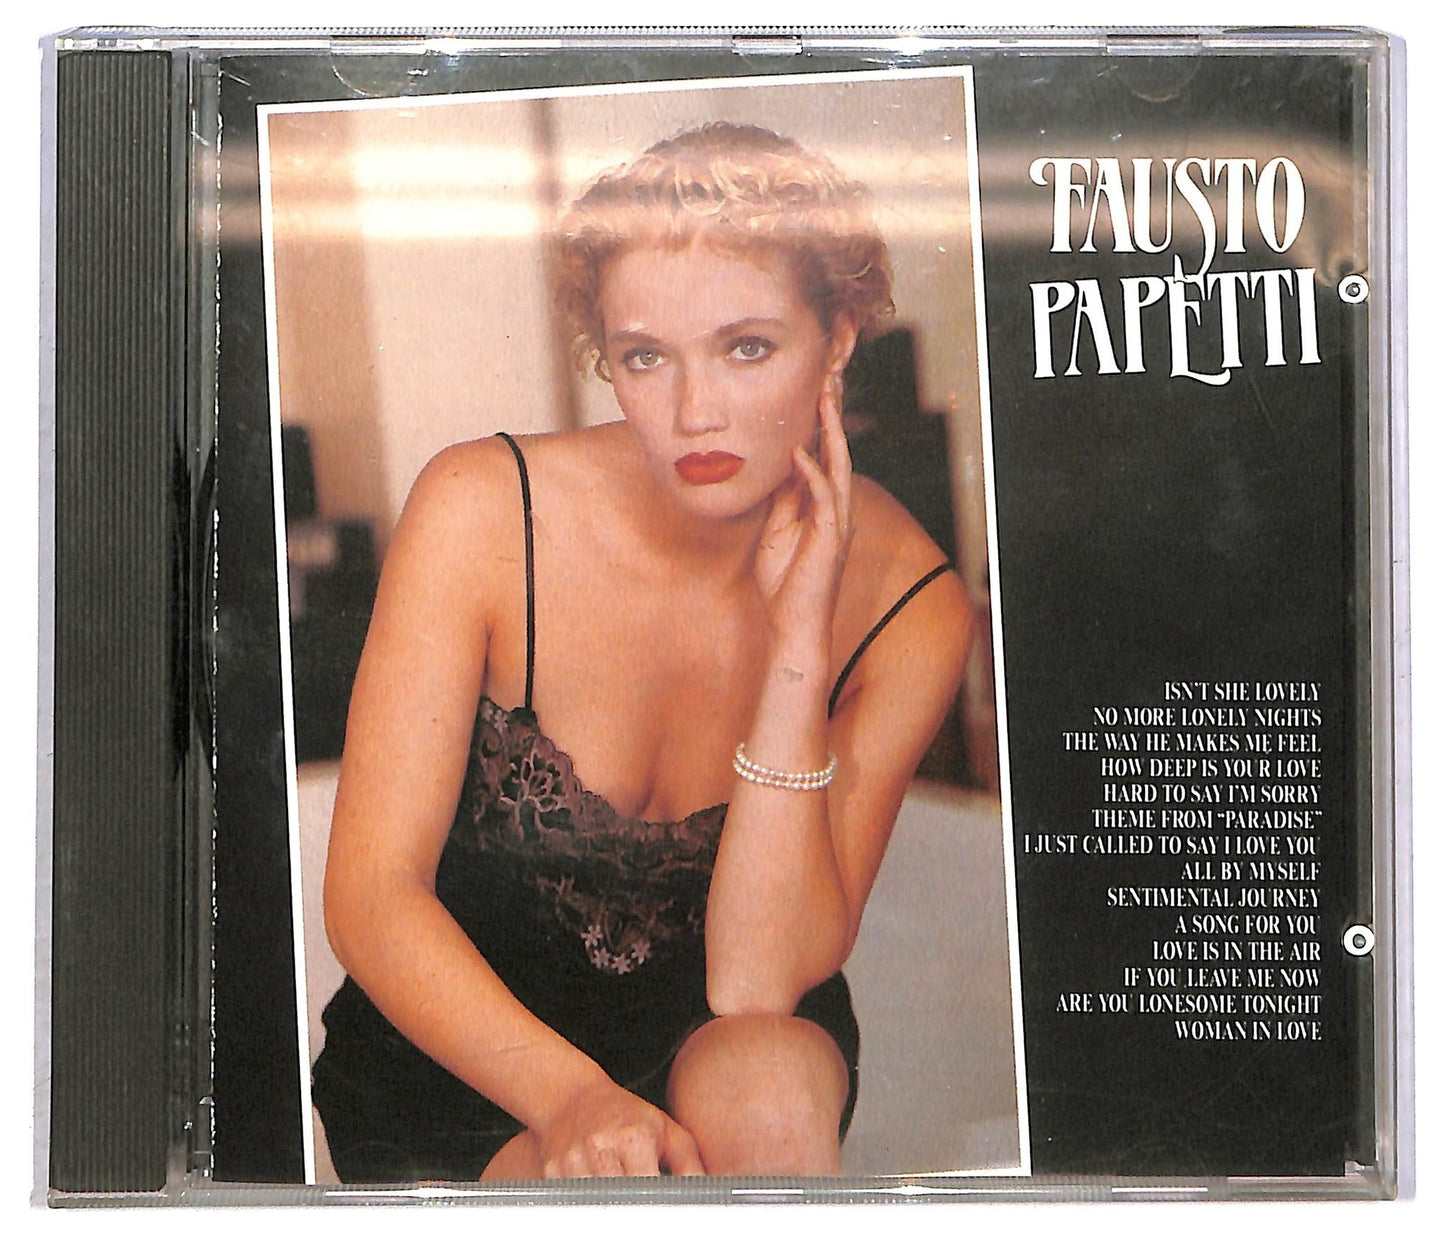 FAUSTO
PAPETTI
ISN'T SHE LOVELY
NO MORE LONELY NIGHTS
THE WAY HE MAKES ME FEEL
HOW DEEP IS YOUR LOVE
HARD TO SAY I'M SORRY
THEME FROM "PARADISE"
I JUST CALLED TO SAY I LOVE YOU
ALL BY MYSELF
SENTIMENTAL JOURNEY
A SONG FOR YOU
LOVE IS IN THE AIR
IF YOU LEAVE ME NOW
ARE YOU LONESOME TONIGHT
WOMAN IN LOVE